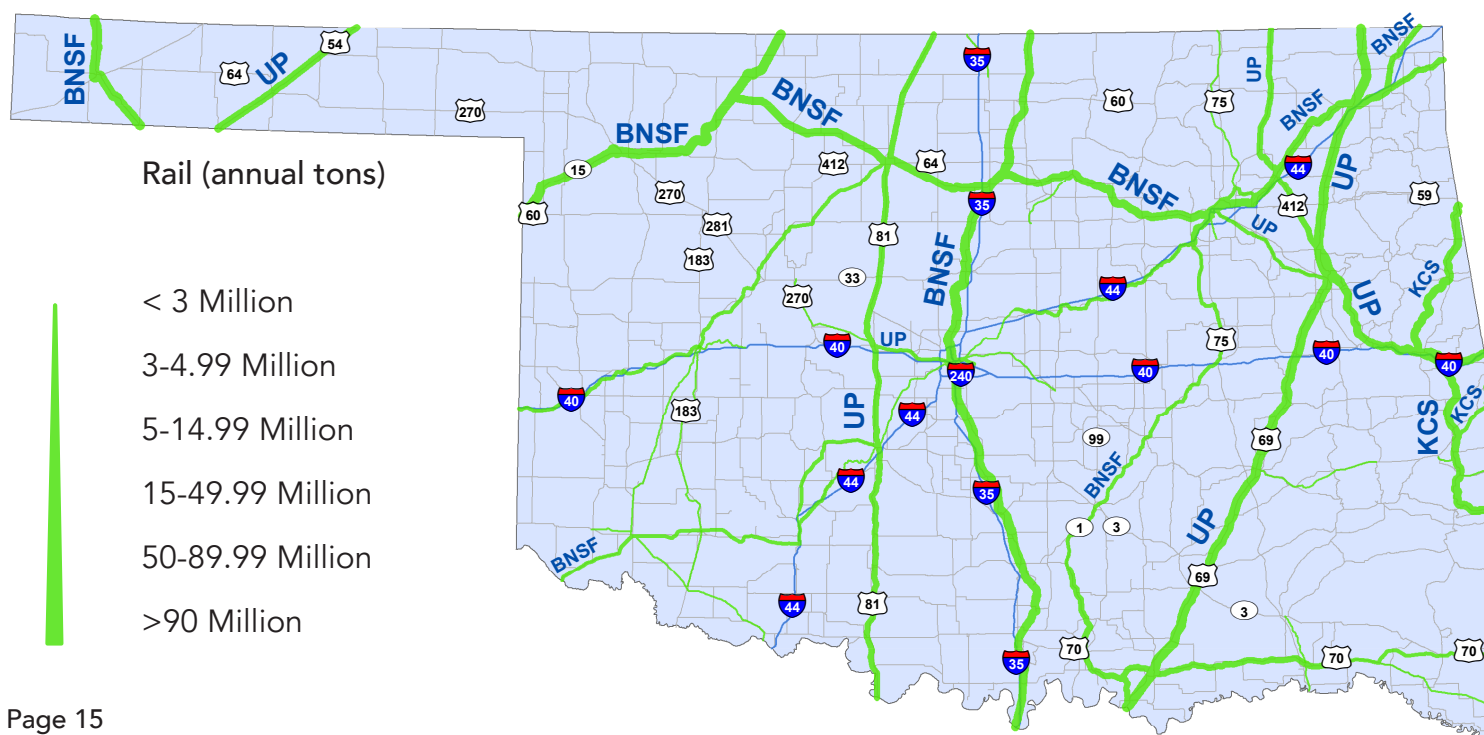 BNSF
UP
54
64
270
BNSF
BNSF
15
60
412
64
35
60
75
UP
BNSF
BNSF
44
UP
270
281
183
81
33
270
35
BNSF
BNSF
412
UP
59
44
75
UP
KCS
40
UP
240
40
40
40
40
183
UP
44
44
99
BNSF
69
KCS
KCS
35
1
3
UP
69
BNSF
44
81
3
70
35
70
70
Rail (annual tons)
< 3 Million
3-4.99 Million
5-14.99 Million
15-49.99 Million
50-89.99 Million
>90 Million
Page 15